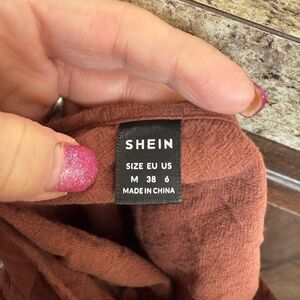 SHEIN
SIZE EU US
M 38 6
MADE IN CHINA